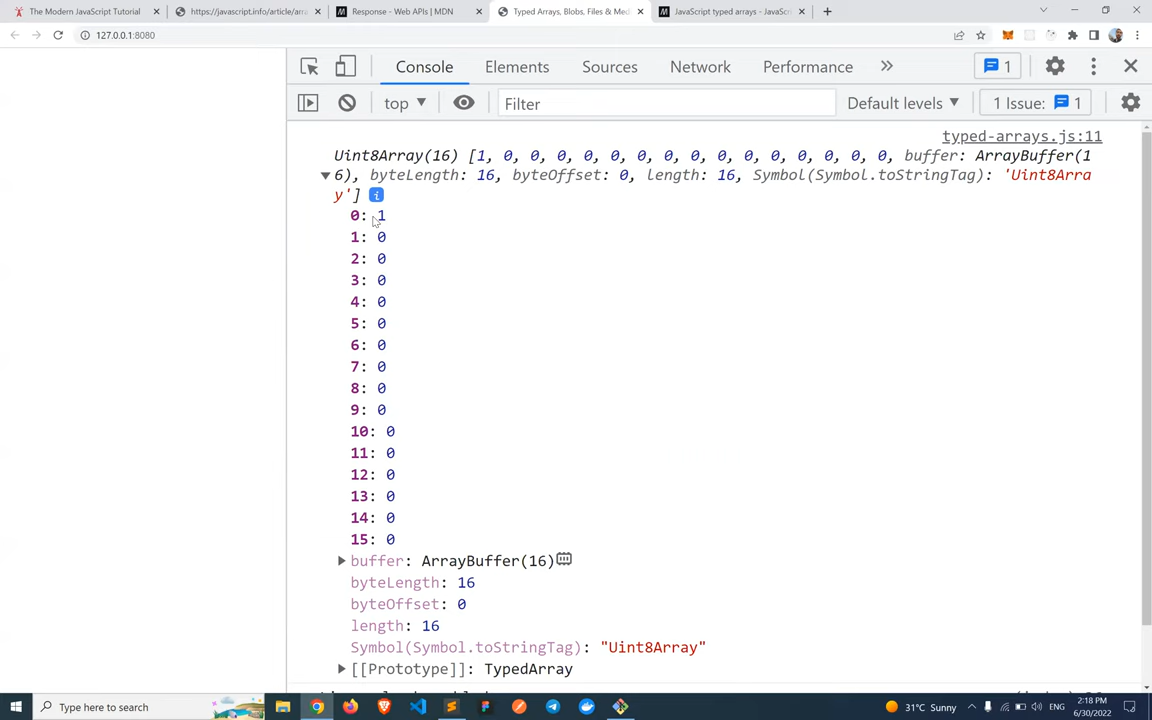 The Modern JavaScript Tutorial
https://javascript.info/article/arra
Response - Web APIs | MDN
Typed Arrays, Blobs, Files & Med
JavaScript typed arrays - JavaSc
127.0.0.1:8080
Console Elements Sources Network Performance 1
top Filter Default levels 1 Issue: 1
typed-arrays.js:11
Uint8Array(16) [1, 0, 0, 0, 0, 0, 0, 0, 0, 0, 0, 0, 0, 0, 0, 0, buffer: ArrayBuffer(1
6), byteLength: 16, byteOffset: 0, length: 16, Symbol(Symbol.toStringTag): 'Uint8Arra
y']
0: 1
1: 0
2: 0
3: 0
4: 0
5: 0
6: 0
7: 0
8: 0
9: 0
10: 0
11: 0
12: 0
13: 0
14: 0
15: 0
buffer: ArrayBuffer(16)
byteLength: 16
byteOffset: 0
length: 16
Symbol(Symbol.toStringTag): "Uint8Array"
[[Prototype]]: TypedArray
Type here to search
31°C Sunny
ENG
2:18 PM
6/30/2022